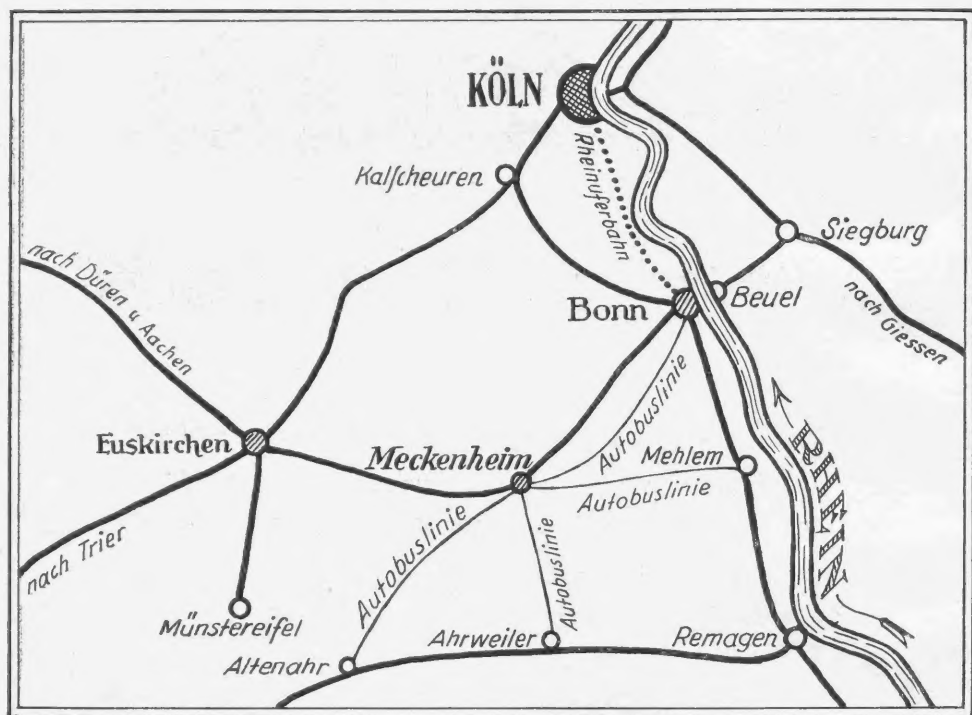 KÖLN
Kalscheuren
Rheinuferbahn
Siegburg
nach Düren u Aachen
Bonn
Beuel
nach Giessen
Euskirchen
Meckenheim
Autobuslinie
Mehlem
Autobuslinie
RHEIN
nach Trier
Autobuslinie
Autobuslinie
Münstereifel
Altenahr
Ahrweiler
Remagen